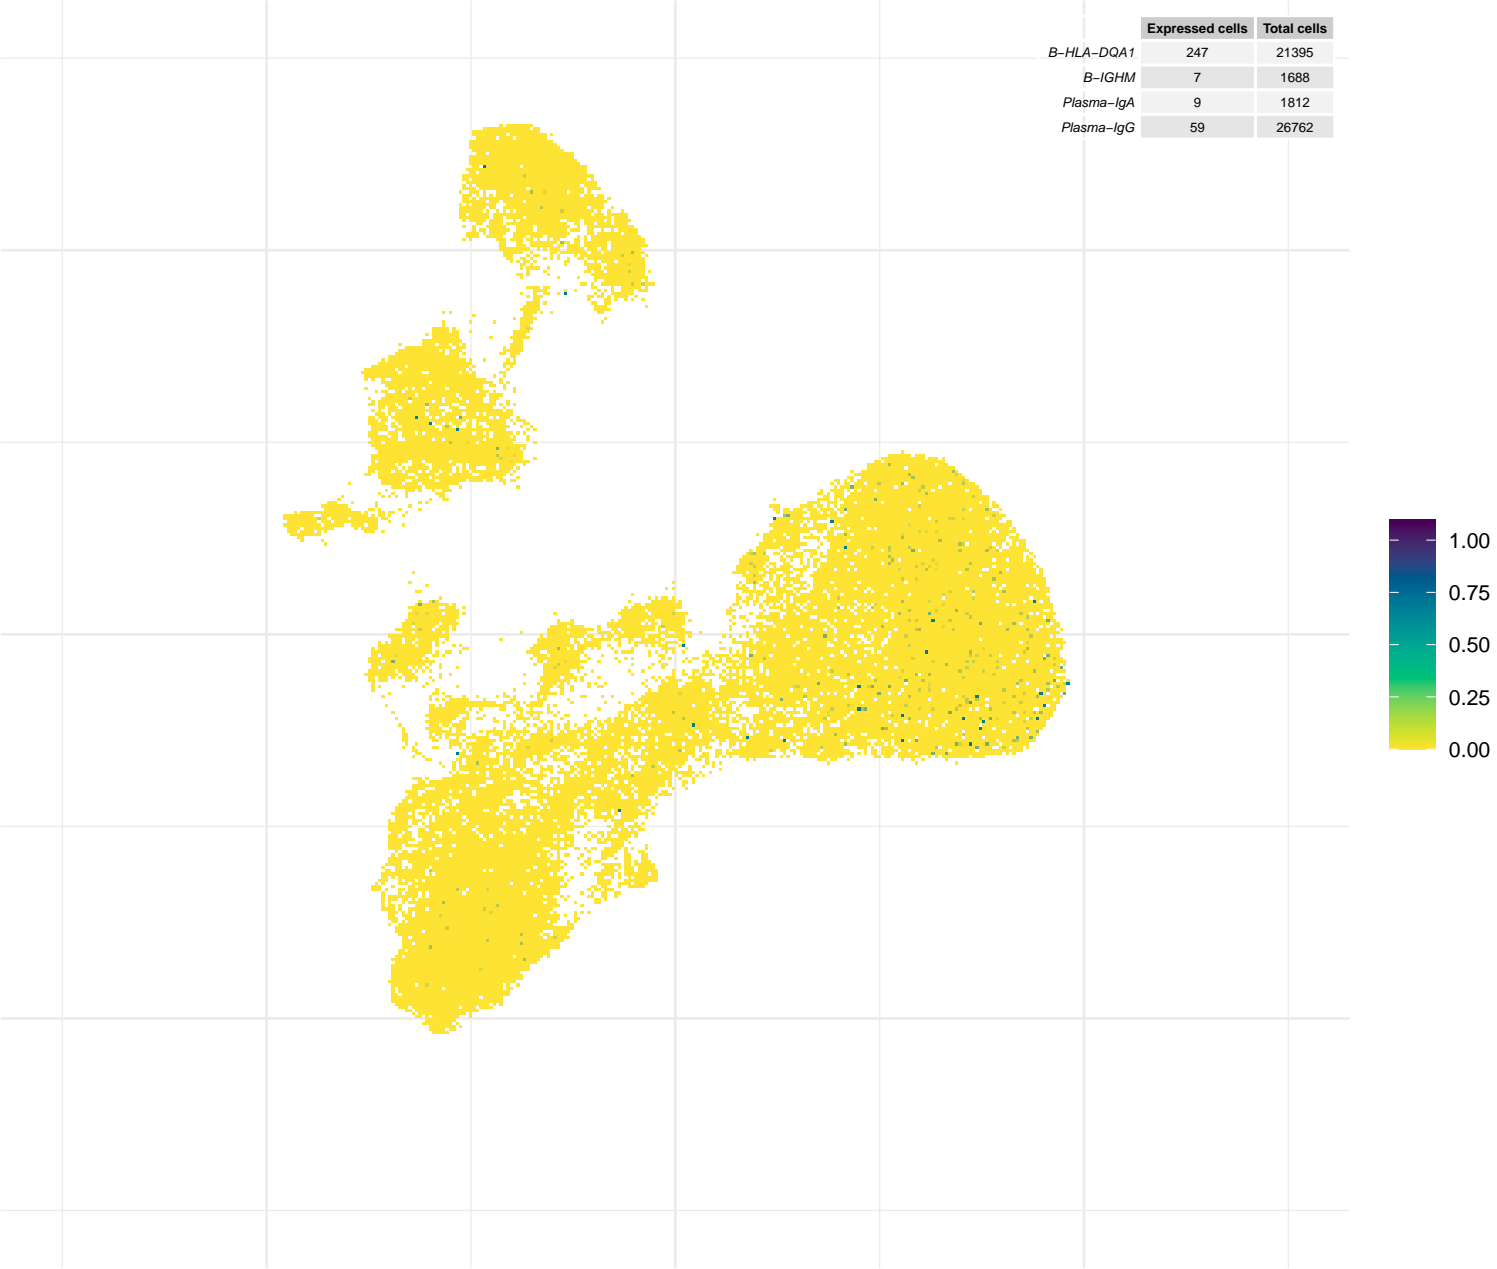 Expressed cells Total cells
B−HLA−DQA1 247 21395
B−IGHM 7 1688
Plasma−IgA 9 1812
Plasma−IgG 59 26762
1.00
0.75
0.50
0.25
0.00